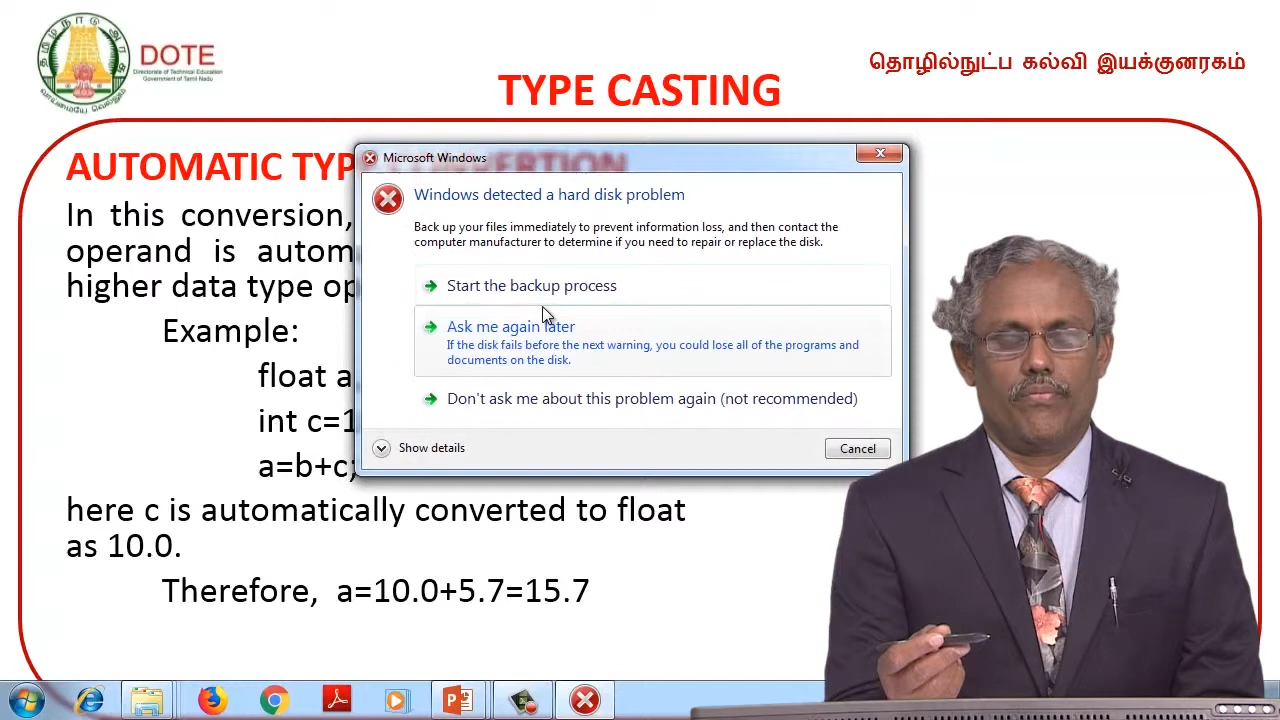 DOTE
Directorate of Technical Education
Government of Tamil Nadu
தொழில்நுட்ப கல்வி இயக்குனரகம்
TYPE CASTING
AUTOMATIC TYP
In this conversion,
operand is autom
higher data type op
Example:
float a
int c=1
a=b+c;
here c is automatically converted to float
as 10.0.
Therefore, a=10.0+5.7=15.7
Microsoft Windows
Windows detected a hard disk problem
Back up your files immediately to prevent information loss, and then contact the
computer manufacturer to determine if you need to repair or replace the disk.
Start the backup process
Ask me again later
If the disk fails before the next warning, you could lose all of the programs and
documents on the disk.
Don't ask me about this problem again (not recommended)
Show details
Cancel